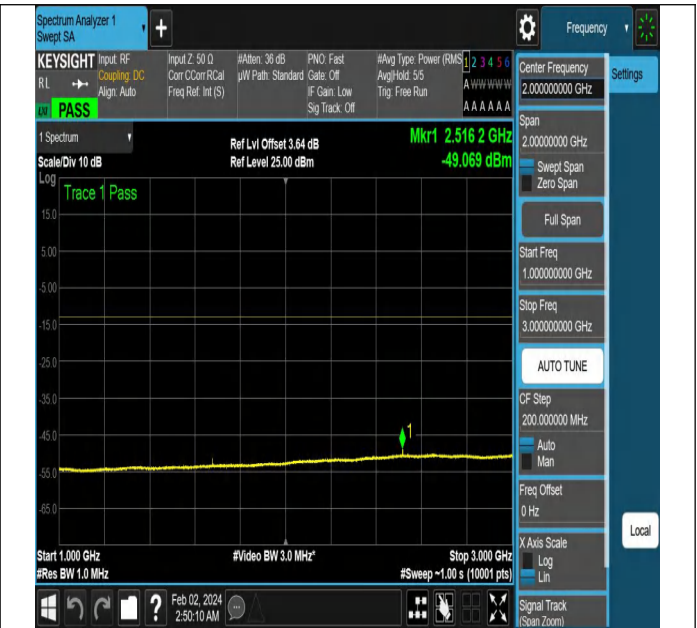 Spectrum Analyzer 1
Swept SA
Frequency
KEYSIGHT
RL
PASS
Input: RF
Coupling: DC
Align: Auto
Input Z: 50 Ω
Corr CCorr RCal
Freq Ref: Int (S)
#Atten: 36 dB
µW Path: Standard
PNO: Fast
Gate: Off
IF Gain: Low
Sig Track: Off
#Avg Type: Power (RMS
Avg|Hold: 5/5
Trig: Free Run
1 2 3 4 5 6
A W W W W W
A A A A A A
1 Spectrum
Scale/Div 10 dB
Ref Lvl Offset 3.64 dB
Ref Level 25.00 dBm
Mkr1 2.516 2 GHz
-49.069 dBm
Log
Trace 1 Pass
15.0
5.00
-5.00
-15.0
-25.0
-35.0
-45.0
-55.0
-65.0
1
Start 1.000 GHz
#Res BW 1.0 MHz
#Video BW 3.0 MHz*
Stop 3.000 GHz
#Sweep ~1.00 s (10001 pts)
Feb 02, 2024
2:50:10 AM
Center Frequency
2.000000000 GHz
Settings
Span
2.00000000 GHz
Swept Span
Zero Span
Full Span
Start Freq
1.000000000 GHz
Stop Freq
3.000000000 GHz
AUTO TUNE
CF Step
200.000000 MHz
Auto
Man
Freq Offset
0 Hz
Local
X Axis Scale
Log
Lin
Signal Track
(Span Zoom)